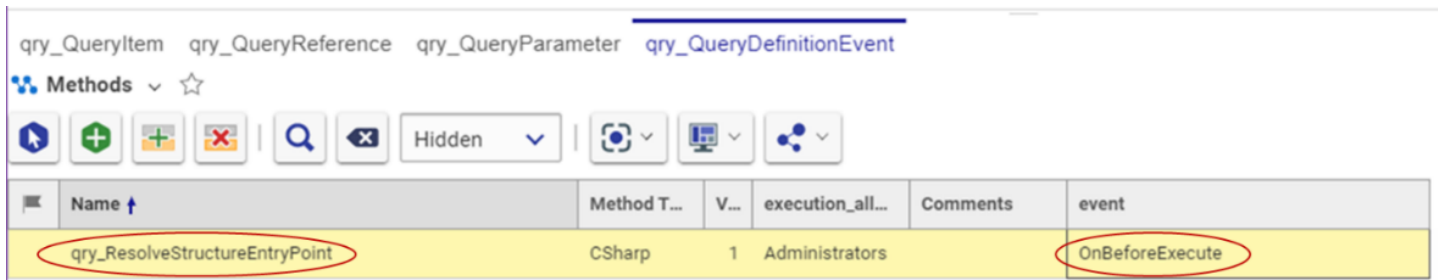 qry_QueryItem qry_QueryReference qry_QueryParameter qry_QueryDefinitionEvent
Methods
Hidden
Name Method T... V... execution_all... Comments event
qry_ResolveStructureEntryPoint CSharp 1 Administrators OnBeforeExecute